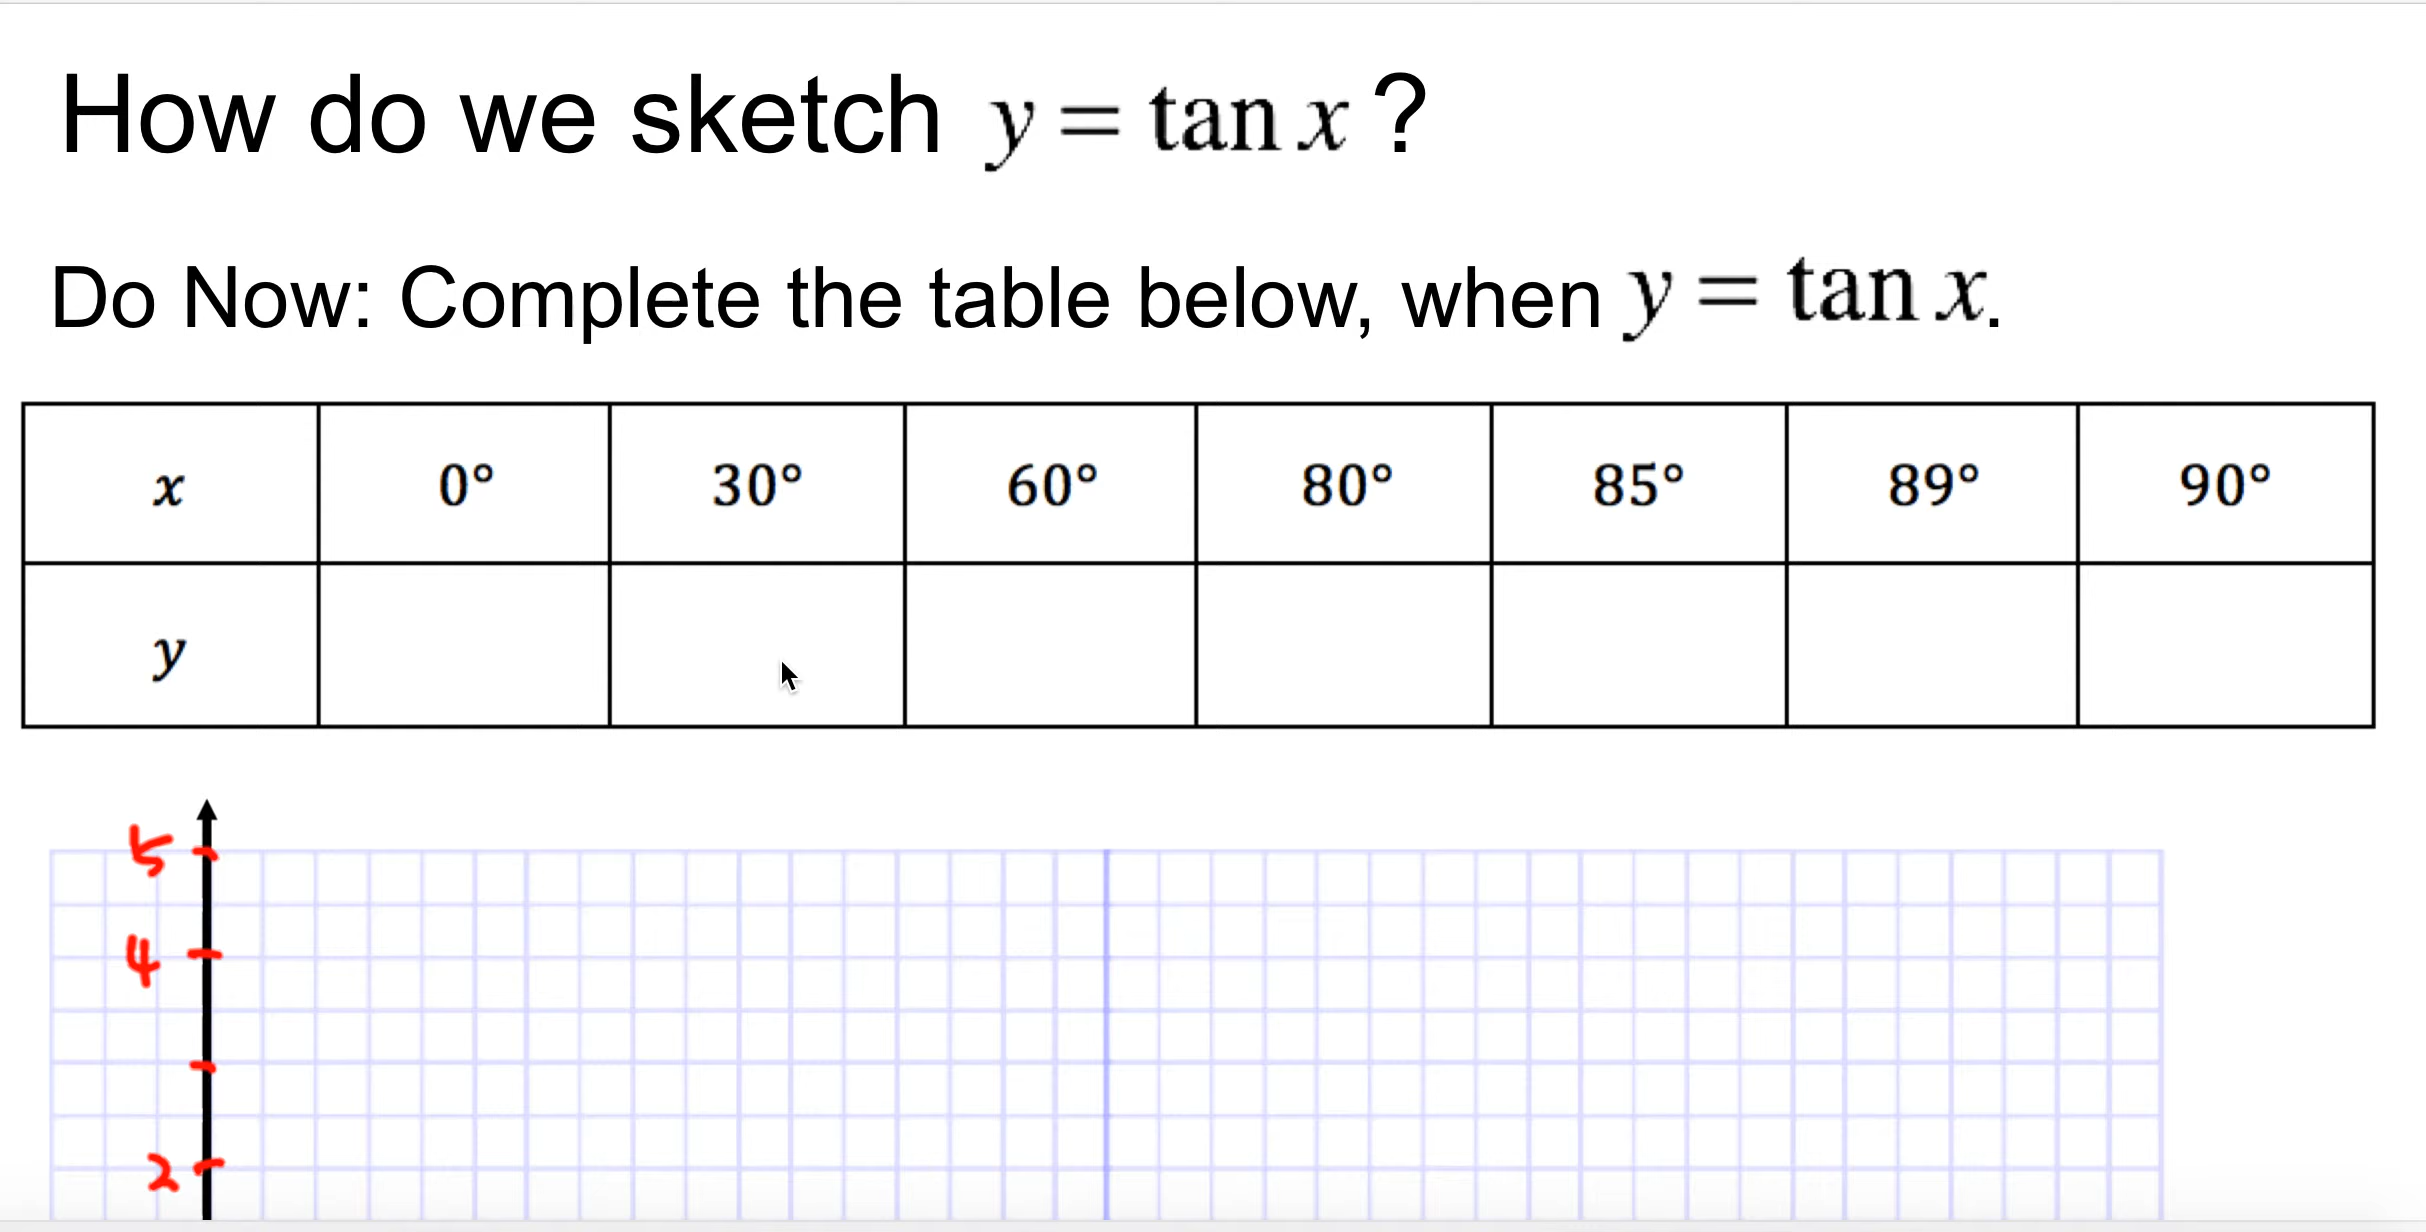 How do we sketch y = tan x ?
Do Now: Complete the table below, when y = tan x.
x 0° 30° 60° 80° 85° 89° 90°
y
5
4
2